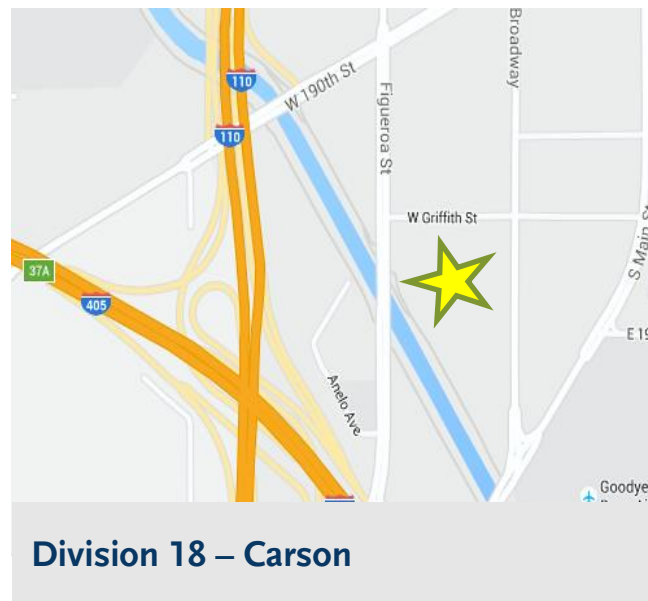 Broadway
110
W 190th St
110
Figueroa St
W Griffith St
S Main St
37A
405
E 19
Anelo Ave
Goodye
Division 18 – Carson